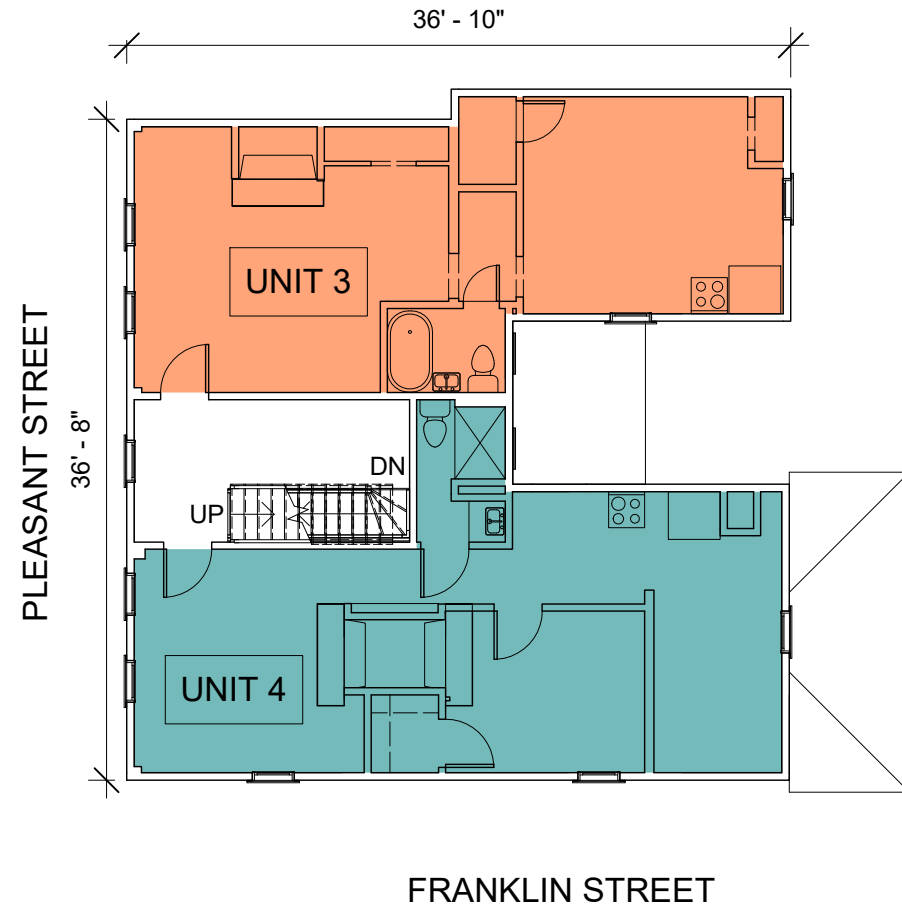 36' - 10"
UNIT 3
PLEASANT STREET
36' - 8"
DN
UP
UNIT 4
FRANKLIN STREET